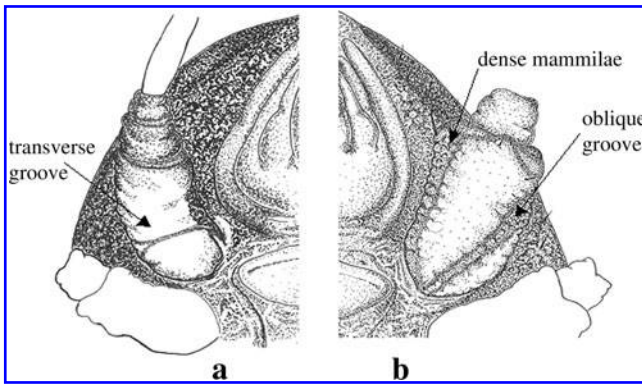 transverse
groove
dense mammilae
oblique
groove
a
b